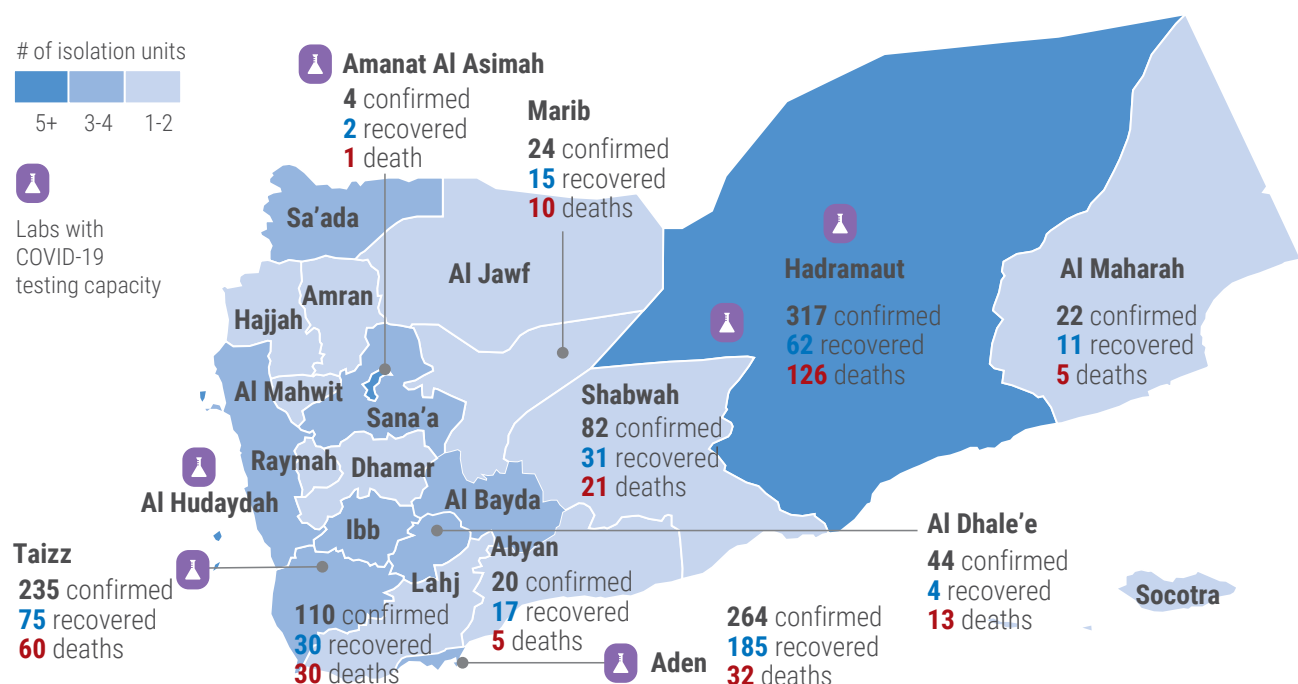 # of isolation units
5+ 3-4 1-2
Labs with
COVID-19
testing capacity
Amanat Al Asimah
4 confirmed
2 recovered
1 death
Marib
24 confirmed
15 recovered
10 deaths
Sa'ada
Al Jawf
Amran
Hajjah
Al Mahwit
Sana'a
Raymah
Dhamar
Al Hudaydah
Ibb
Al Bayda
Hadramaut
317 confirmed
62 recovered
126 deaths
Al Maharah
22 confirmed
11 recovered
5 deaths
Shabwah
82 confirmed
31 recovered
21 deaths
Taizz
235 confirmed
75 recovered
60 deaths
Lahj
110 confirmed
30 recovered
30 deaths
Abyan
20 confirmed
17 recovered
5 deaths
Aden
264 confirmed
185 recovered
32 deaths
Al Dhale'e
44 confirmed
4 recovered
13 deaths
Socotra